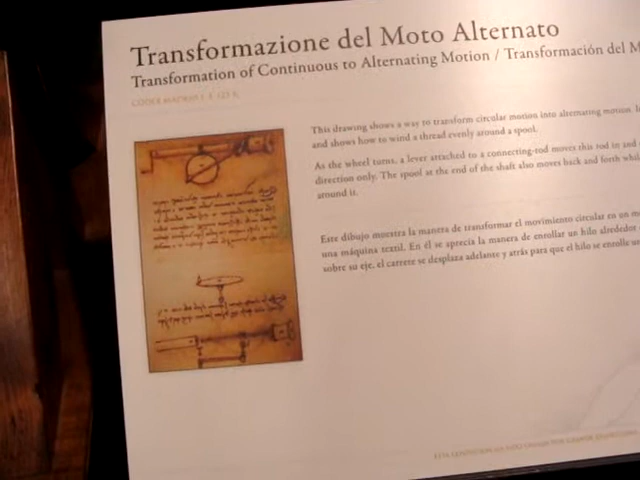 Transformazione del Moto Alternato
Transformation of Continuous to Alternating Motion / Transformación del M
CODEX MADRID I, F.
This drawing shows a way to transform circular motion into alternating motion. I
and shows how to wind a thread evenly around a spool.
As the wheel turns, a lever attached to a connecting-rod moves this rod in and
direction only. The spool at the end of the shaft also moves back and forth whil
around it.
Este dibujo muestra la manera de transformar el movimiento circular en un m
una máquina textil. En él se aprecia la manera de enrollar un hilo alrededor
sobre su eje, el carrete se desplaza adelante y atrás para que el hilo se enrolle un